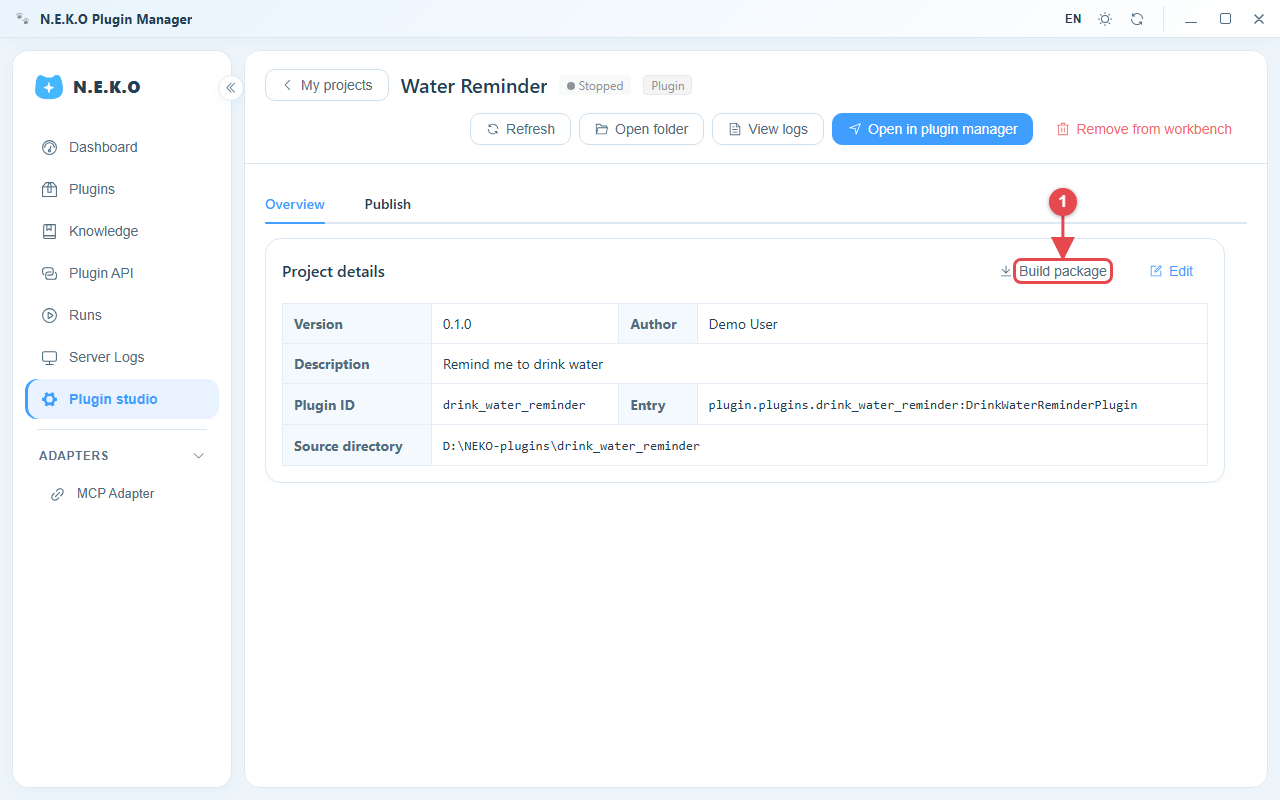 N.E.K.O Plugin Manager
EN
N.E.K.O
Dashboard
Plugins
Knowledge
Plugin API
Runs
Server Logs
Plugin studio
ADAPTERS
MCP Adapter
My projects
Water Reminder
Stopped
Plugin
Refresh
Open folder
View logs
Open in plugin manager
Remove from workbench
Overview
Publish
1
Project details
Build package
Edit
Version 0.1.0 Author Demo User
Description Remind me to drink water
Plugin ID drink_water_reminder Entry plugin.plugins.drink_water_reminder:DrinkWaterReminderPlugin
Source directory D:\NEKO-plugins\drink_water_reminder